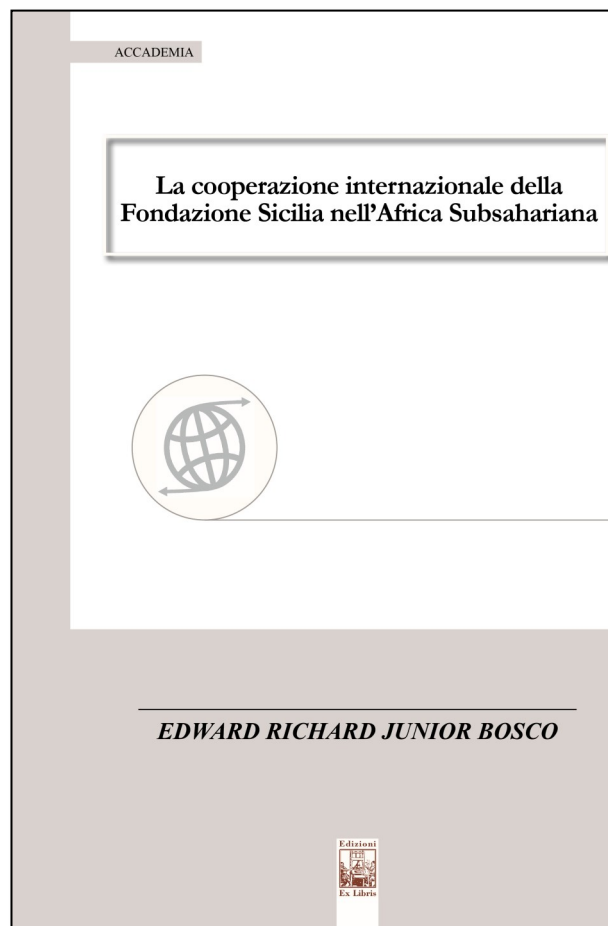 ACCADEMIA
La cooperazione internazionale della
Fondazione Sicilia nell’Africa Subsahariana
EDWARD RICHARD JUNIOR BOSCO
Edizioni
Ex Libris